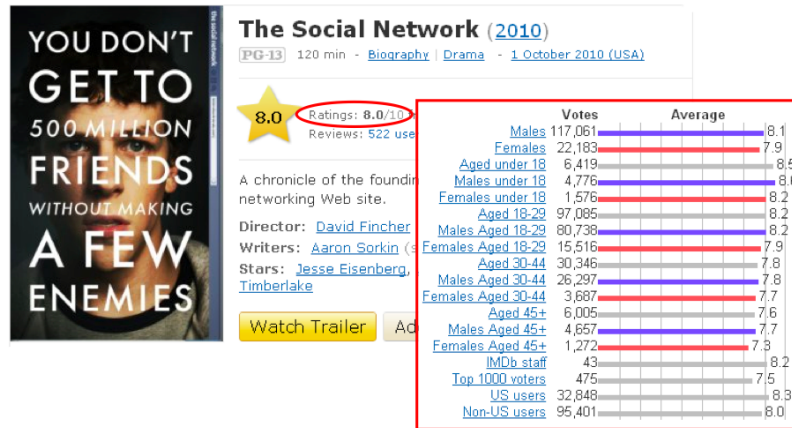 YOU DON'T
GET TO
500 MILLION
FRIENDS
WITHOUT MAKING
A FEW
ENEMIES
the social network
The Social Network (2010)
PG-13 120 min - Biography | Drama - 1 October 2010 (USA)
8.0
Ratings: 8.0/10
Reviews: 522 use
A chronicle of the foundin
networking Web site.
Director: David Fincher
Writers: Aaron Sorkin (s
Stars: Jesse Eisenberg,
Timberlake
Watch Trailer Ad
Votes Average
Males 117,061 8.1
Females 22,183 7.9
Aged under 18 6,419 8.5
Males under 18 4,776 8.6
Females under 18 1,576 8.2
Aged 18-29 97,085 8.2
Males Aged 18-29 80,738 8.2
Females Aged 18-29 15,516 7.9
Aged 30-44 30,346 7.8
Males Aged 30-44 26,297 7.8
Females Aged 30-44 3,687 7.7
Aged 45+ 6,005 7.6
Males Aged 45+ 4,657 7.7
Females Aged 45+ 1,272 7.3
IMDb staff 43 8.2
Top 1000 voters 475 7.5
US users 32,848 8.3
Non-US users 95,401 8.0